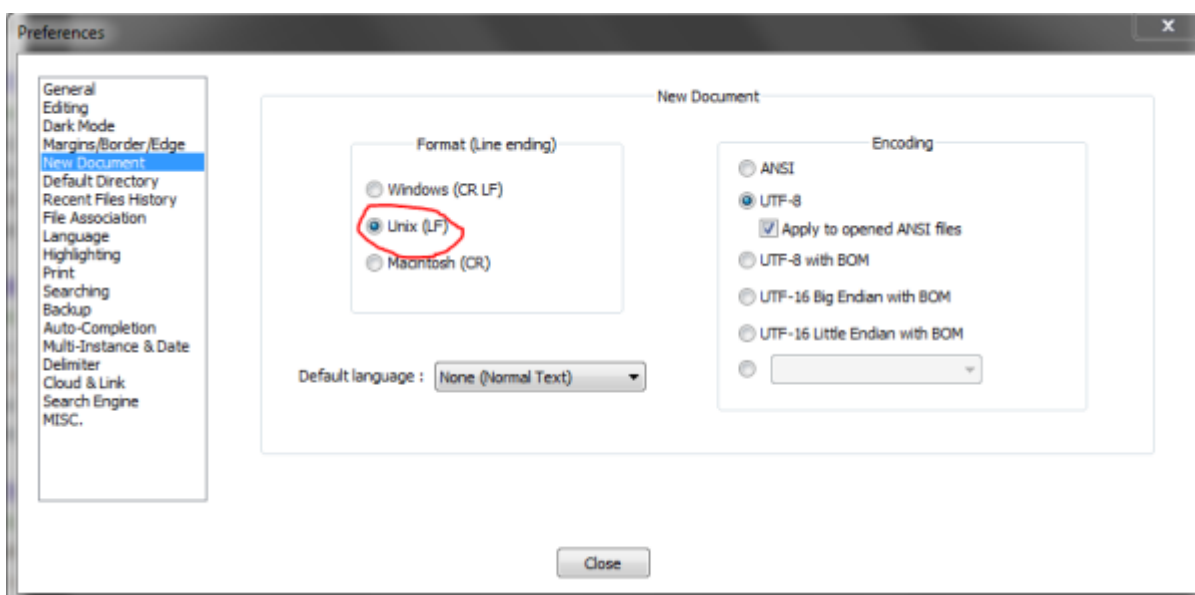 Preferences
General
Editing
Dark Mode
Margins/Border/Edge
New Document
Default Directory
Recent Files History
File Association
Language
Highlighting
Print
Searching
Backup
Auto-Completion
Multi-Instance & Date
Delimiter
Cloud & Link
Search Engine
MISC.
New Document
Format (Line ending)
Windows (CR LF)
Unix (LF)
Macintosh (CR)
Default language :
None (Normal Text)
Encoding
ANSI
UTF-8
Apply to opened ANSI files
UTF-8 with BOM
UTF-16 Big Endian with BOM
UTF-16 Little Endian with BOM
Close